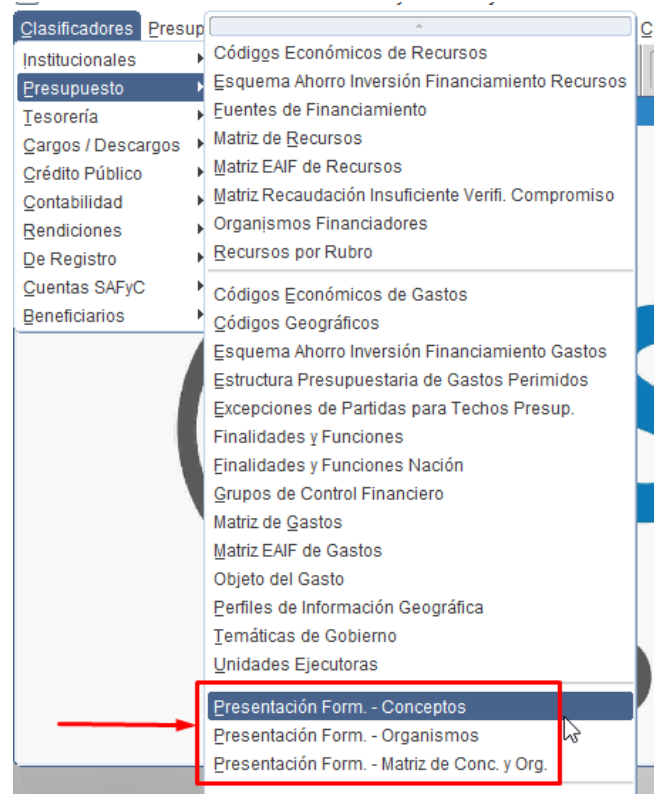 Clasificadores Presup
Institucionales
Presupuesto
Tesorería
Cargos / Descargos
Crédito Público
Contabilidad
Rendiciones
De Registro
Cuentas SAFyC
Beneficiarios
Códigos Económicos de Recursos
Esquema Ahorro Inversión Financiamiento Recursos
Fuentes de Financiamiento
Matriz de Recursos
Matriz EAIF de Recursos
Matriz Recaudación Insuficiente Verifi. Compromiso
Organismos Financiadores
Recursos por Rubro
Códigos Económicos de Gastos
Códigos Geográficos
Esquema Ahorro Inversión Financiamiento Gastos
Estructura Presupuestaria de Gastos Perimidos
Excepciones de Partidas para Techos Presup.
Finalidades y Funciones
Finalidades y Funciones Nación
Grupos de Control Financiero
Matriz de Gastos
Matriz EAIF de Gastos
Objeto del Gasto
Perfiles de Información Geográfica
Temáticas de Gobierno
Unidades Ejecutoras
Presentación Form. - Conceptos
Presentación Form. - Organismos
Presentación Form. - Matriz de Conc. y Org.